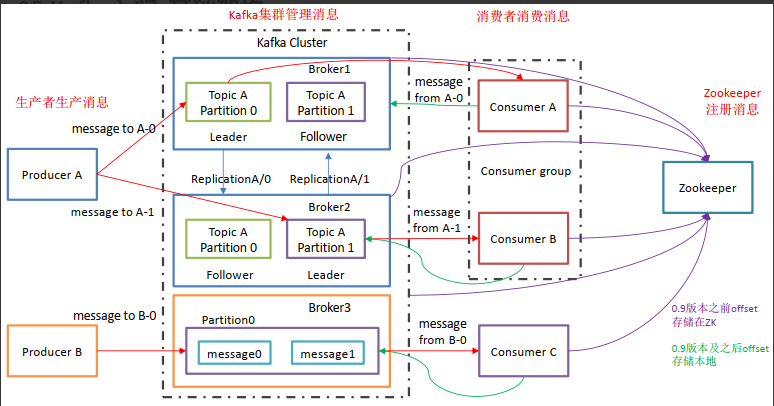 Kafka集群管理消息
消费者消费消息
Kafka Cluster
Broker1
Topic A
Partition 0
Topic A
Partition 1
Leader
Follower
message
from A-0
Consumer A
Zookeeper
注册消息
生产者生产消息
message to A-0
Producer A
message to A-1
ReplicationA/0
ReplicationA/1
Consumer group
Zookeeper
Broker2
Topic A
Partition 0
Topic A
Partition 1
Follower
Leader
message
from A-1
Consumer B
Broker3
Partition0
message0
message1
message to B-0
Producer B
message
from B-0
Consumer C
0.9版本之前offset
存储在ZK
0.9版本及之后offset
存储本地